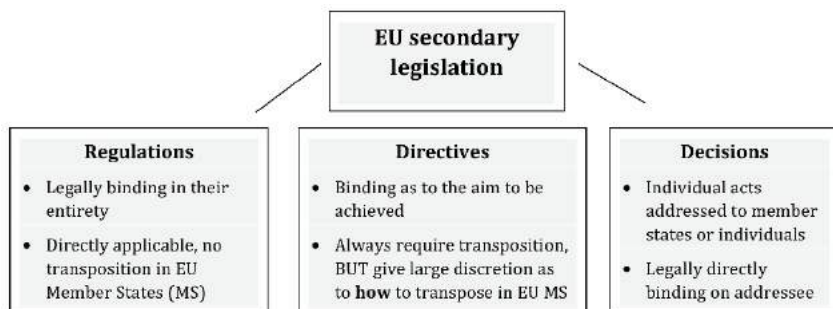 EU secondary
legislation
Regulations
• Legally binding in their
entirety
• Directly applicable, no
transposition in EU
Member States (MS)
Directives
• Binding as to the aim to be
achieved
• Always require transposition,
BUT give large discretion as
to how to transpose in EU MS
Decisions
• Individual acts
addressed to member
states or individuals
• Legally directly
binding on addressee